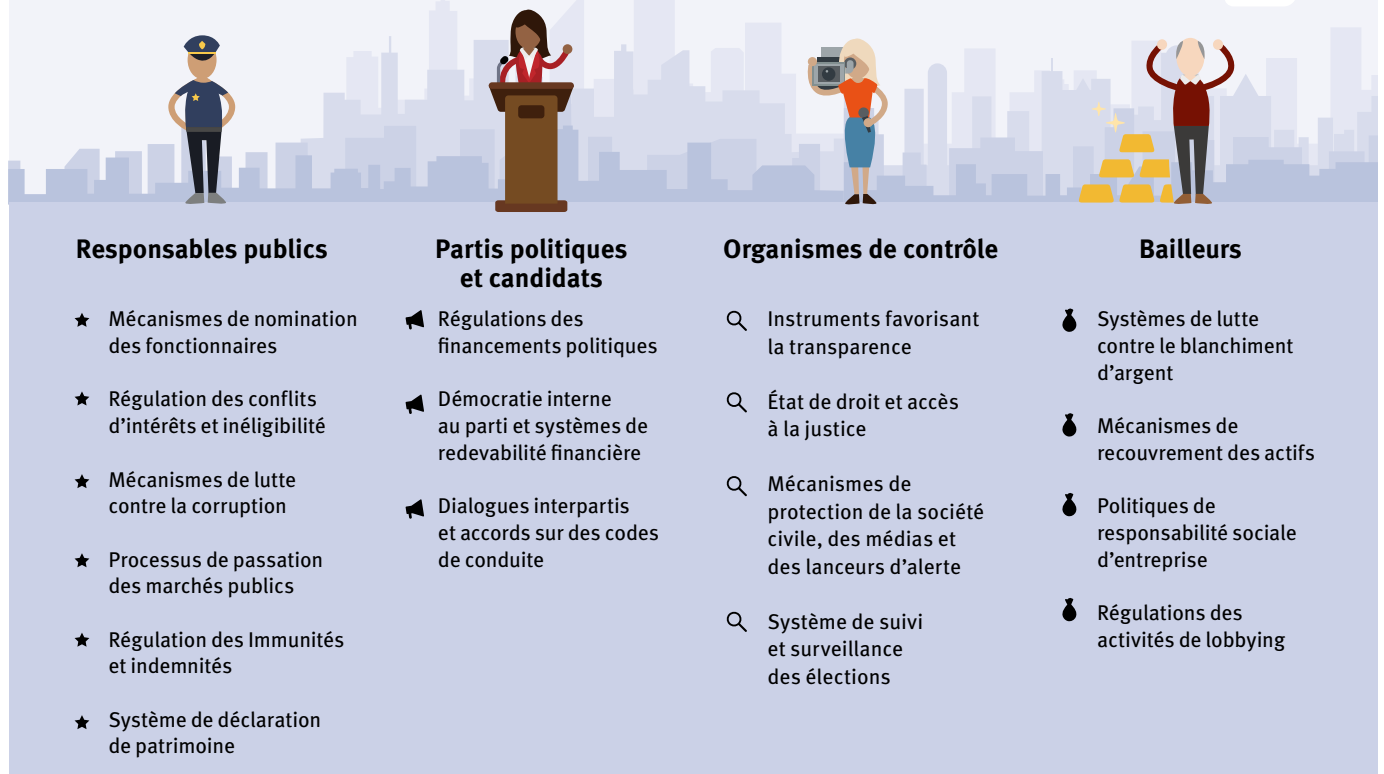 Responsables publics
Mécanismes de nomination
des fonctionnaires
Régulation des conflits
d'intérêts et inéligibilité
Mécanismes de lutte
contre la corruption
Processus de passation
des marchés publics
Régulation des Immunités
et indemnités
Système de déclaration
de patrimoine
Partis politiques
et candidats
Régulations des
financements politiques
Démocratie interne
au parti et systèmes de
redevabilité financière
Dialogues interpartis
et accords sur des codes
de conduite
Organismes de contrôle
Instruments favorisant
la transparence
État de droit et accès
à la justice
Mécanismes de
protection de la société
civile, des médias et
des lanceurs d'alerte
Système de suivi
et surveillance
des élections
Bailleurs
Systèmes de lutte
contre le blanchiment
d'argent
Mécanismes de
recouvrement des actifs
Politiques de
responsabilité sociale
d'entreprise
Régulations des
activités de lobbying